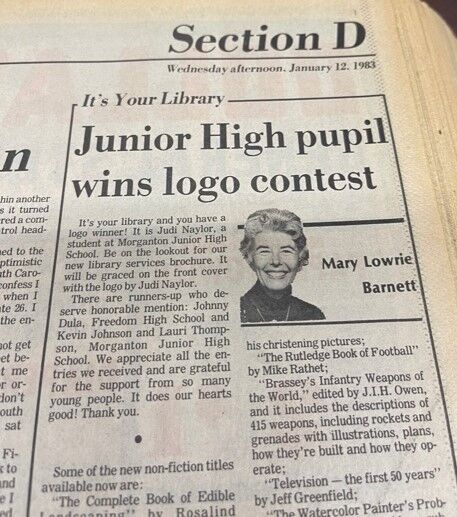 Section D
Wednesday afternoon, January 12, 1983
It's Your Library
Junior High pupil
wins logo contest
It's your library and you have a
logo winner! It is Judi Naylor, a
student at Morganton Junior High
School. Be on the lookout for our
new library services brochure. It
will be graced on the front cover
with the logo by Judi Naylor.
There are runners-up who de-
serve honorable mention: Johnny
Dula, Freedom High School and
Kevin Johnson and Lauri Thomp-
son, Morganton Junior High
School. We appreciate all the en-
tries we received and are grateful
for the support from so many
young people. It does our hearts
good! Thank you.
Some of the new non-fiction titles
available now are:
"The Complete Book of Edible
Landscaping" by Rosalind
Mary Lowrie
Barnett
his christening pictures;
"The Rutledge Book of Football"
by Mike Rathet;
"Brassey's Infantry Weapons of
the World," edited by J.I.H. Owen,
and it includes the descriptions of
415 weapons, including rockets and
grenades with illustrations, plans,
how they're built and how they op-
erate;
"Television — the first 50 years"
by Jeff Greenfield;
"The Watercolor Painter's Prob-
n
hin another
s it turned
red a com-
trol head-
ed to the
ptimistic
uth Caro-
confess I
when I
te 26. I
the en-
not get
et be-
t me
r or-
don't
outh
sat
Fi-
k to
and
e I
ed